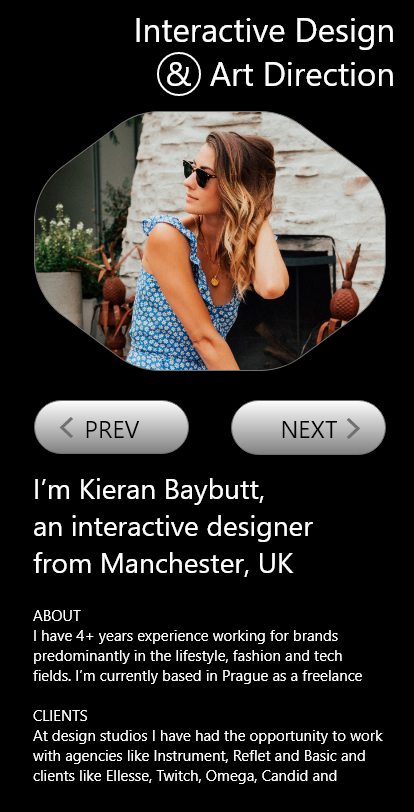 Interactive Design
& Art Direction
PREV
NEXT
I’m Kieran Baybutt,
an interactive designer
from Manchester, UK
ABOUT
I have 4+ years experience working for brands
predominantly in the lifestyle, fashion and tech
fields. I’m currently based in Prague as a freelance
CLIENTS
At design studios I have had the opportunity to work
with agencies like Instrument, Reflet and Basic and
clients like Ellesse, Twitch, Omega, Candid and